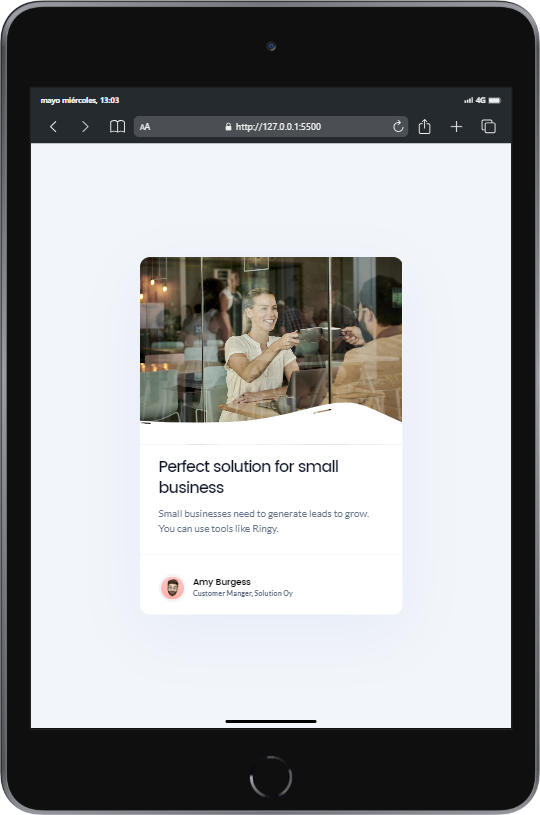 mayo miércoles, 13:03
4G
AA
http://127.0.0.1:5500
Perfect solution for small
business
Small businesses need to generate leads to grow.
You can use tools like Ringy.
Amy Burgess
Customer Manger, Solution Oy